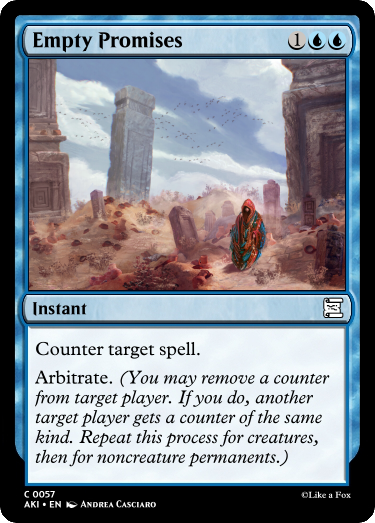 Empty Promises 1
Instant
Counter target spell.
Arbitrate. (You may remove a counter
from target player. If you do, another
target player gets a counter of the same
kind. Repeat this process for creatures,
then for noncreature permanents.)
C 0057
AKI • EN Andrea Casciaro
©Like a Fox